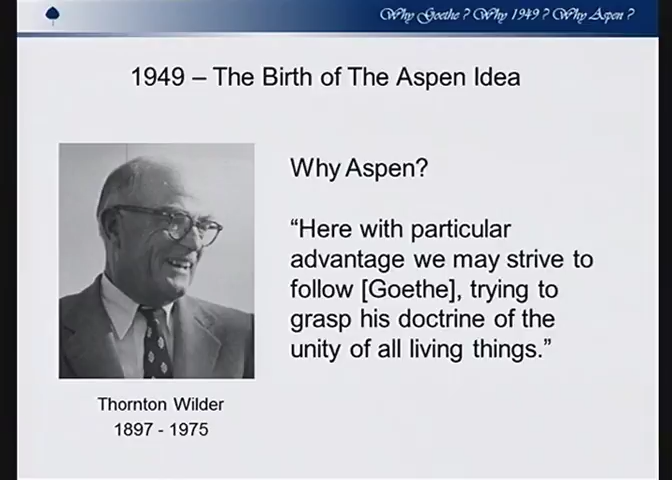 Why Goethe ? Why 1949 ? Why Aspen ?
1949 – The Birth of The Aspen Idea
Why Aspen?
“Here with particular
advantage we may strive to
follow [Goethe], trying to
grasp his doctrine of the
unity of all living things.”
Thornton Wilder
1897 - 1975